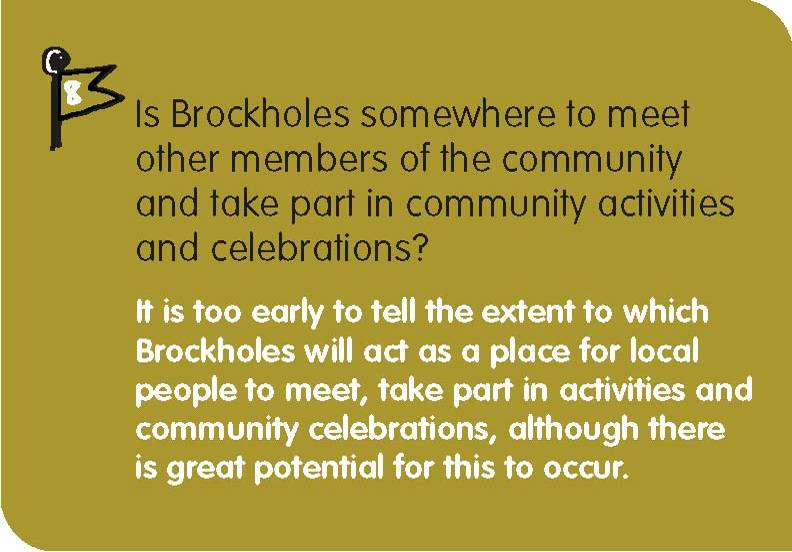 8
Is Brockholes somewhere to meet
other members of the community
and take part in community activities
and celebrations?
It is too early to tell the extent to which
Brockholes will act as a place for local
people to meet, take part in activities and
community celebrations, although there
is great potential for this to occur.